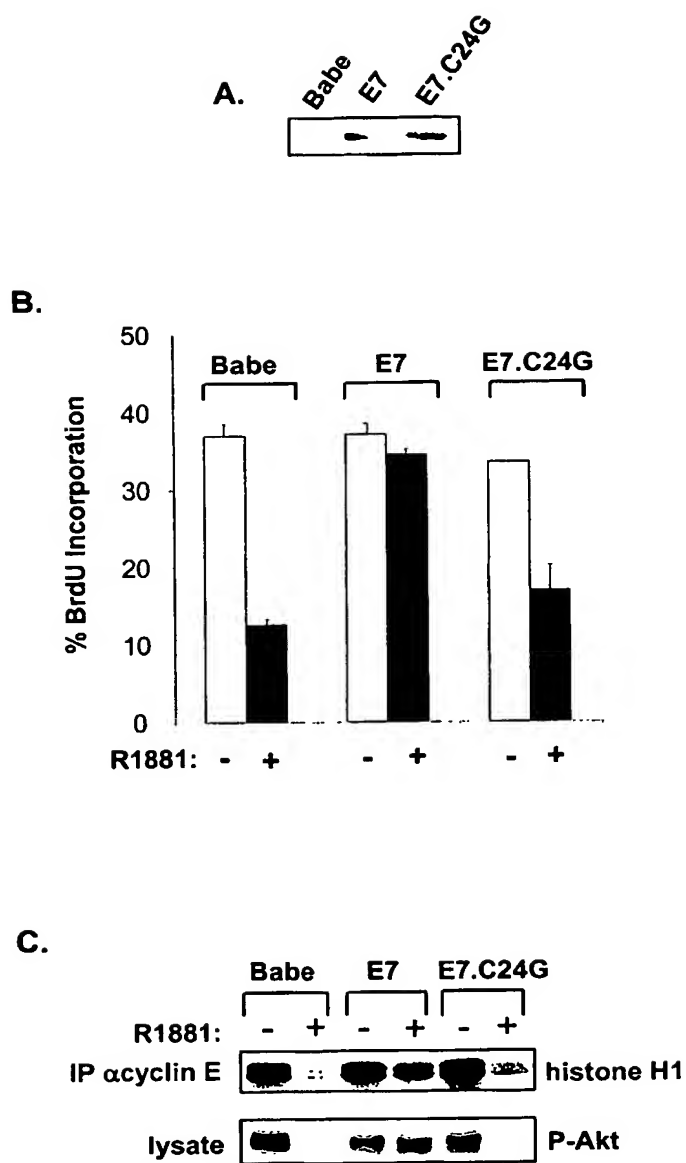 A.
Babe E7 E7.C24G
B.
% BrdU Incorporation
50
40
30
20
10
0
Babe E7 E7.C24G
R1881: - + - + - +
C.
Babe E7 E7.C24G
R1881: - + - + - +
IP αcyclin E histone H1
lysate P-Akt